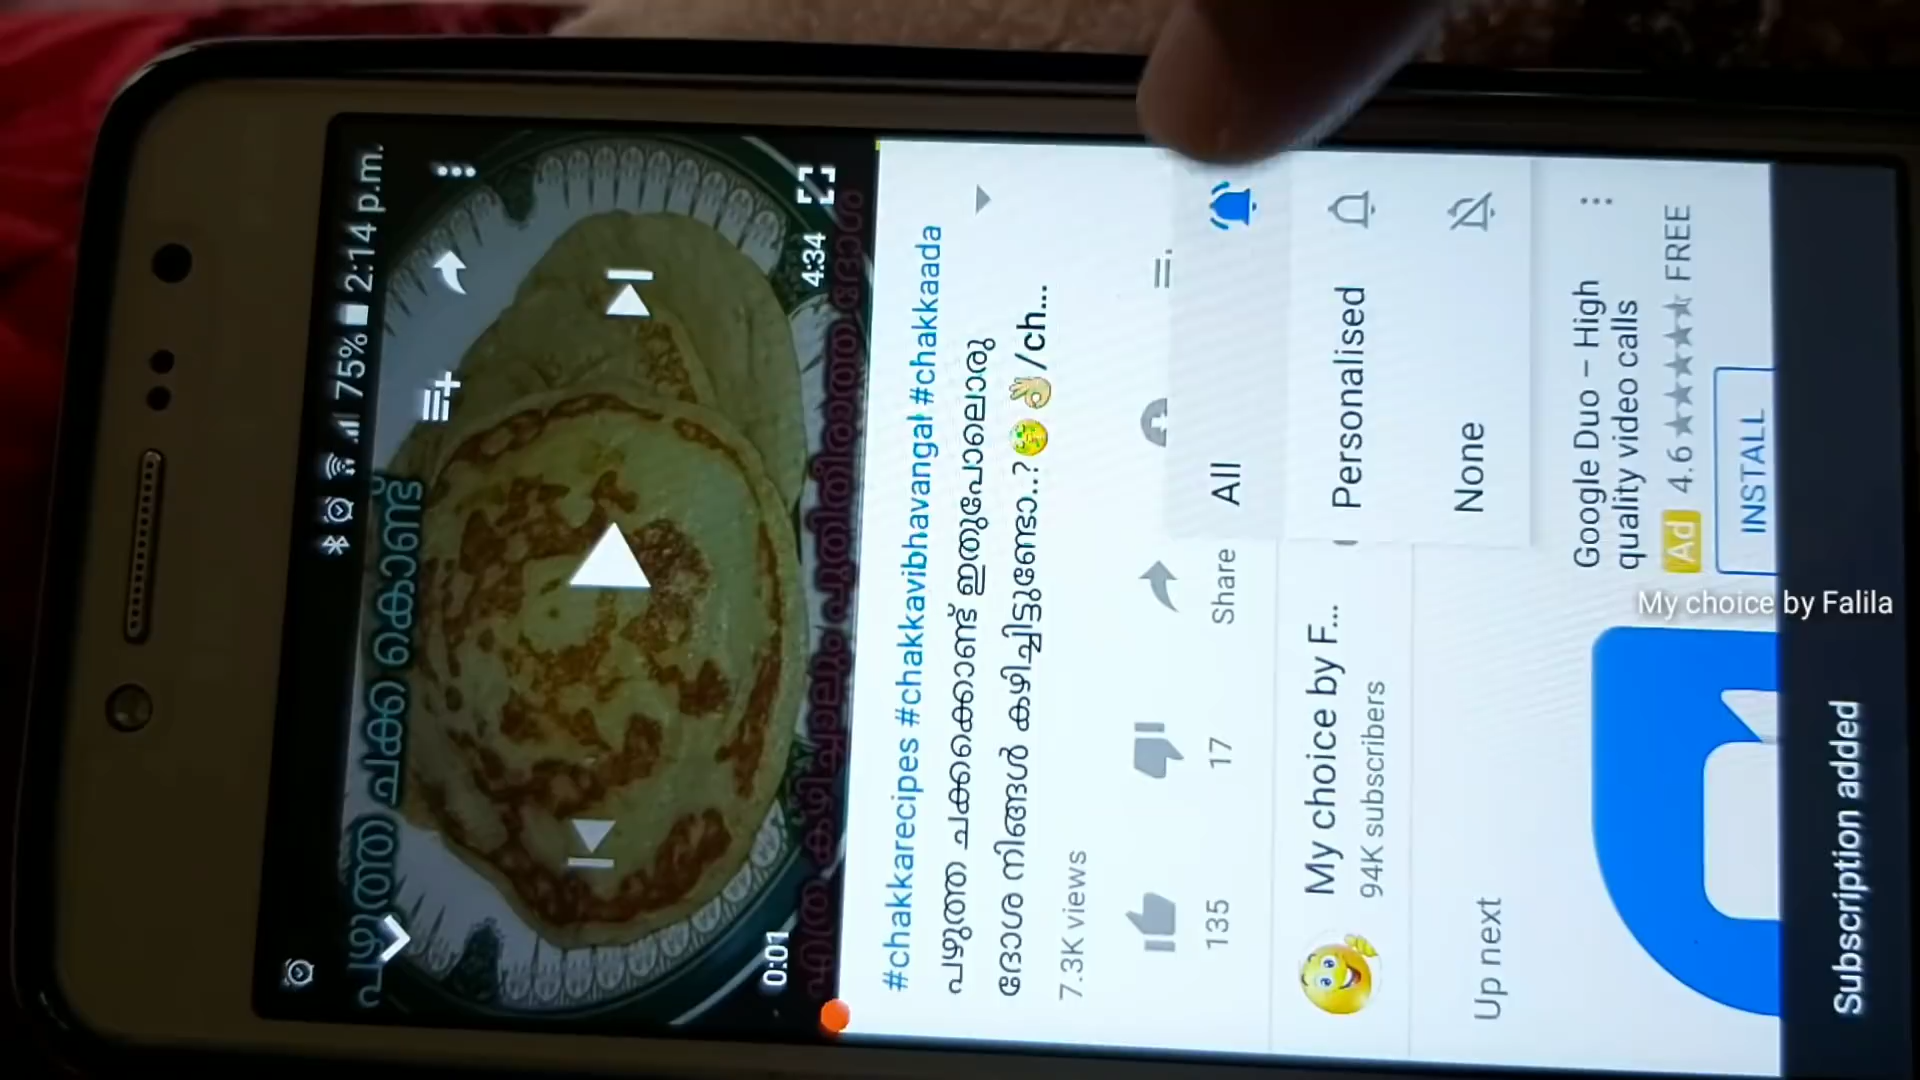 75% 2:14 p.m.
പഴുത്ത ചക്ക കൊണ്ട്
0:01
4:34
#chakkarecipes #chakkavibhavangal #chakkaada
പഴുത്ത ചക്കക്കൊണ്ട് ഇതുപോലൊരു
ദോശ നിങ്ങൾ കഴിച്ചിട്ടുണ്ടോ..?🤢👌/ch...
7.3K views
135
17
Share
All
Personalised
None
My choice by F...
94K subscribers
Up next
Google Duo – High
quality video calls
Ad 4.6 ★★★★★ FREE
INSTALL
Subscription added
My choice by Falila